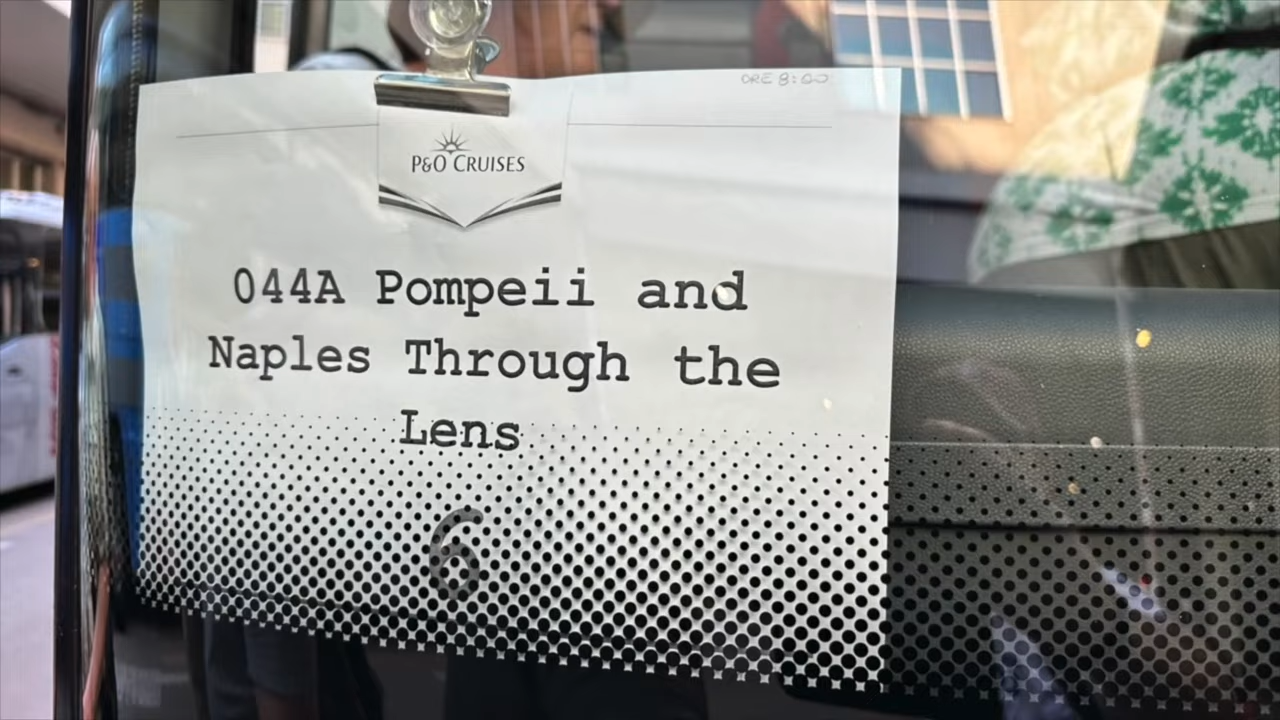 ORE 8:00
P&O CRUISES
044A Pompeii and
Naples Through the
Lens
6